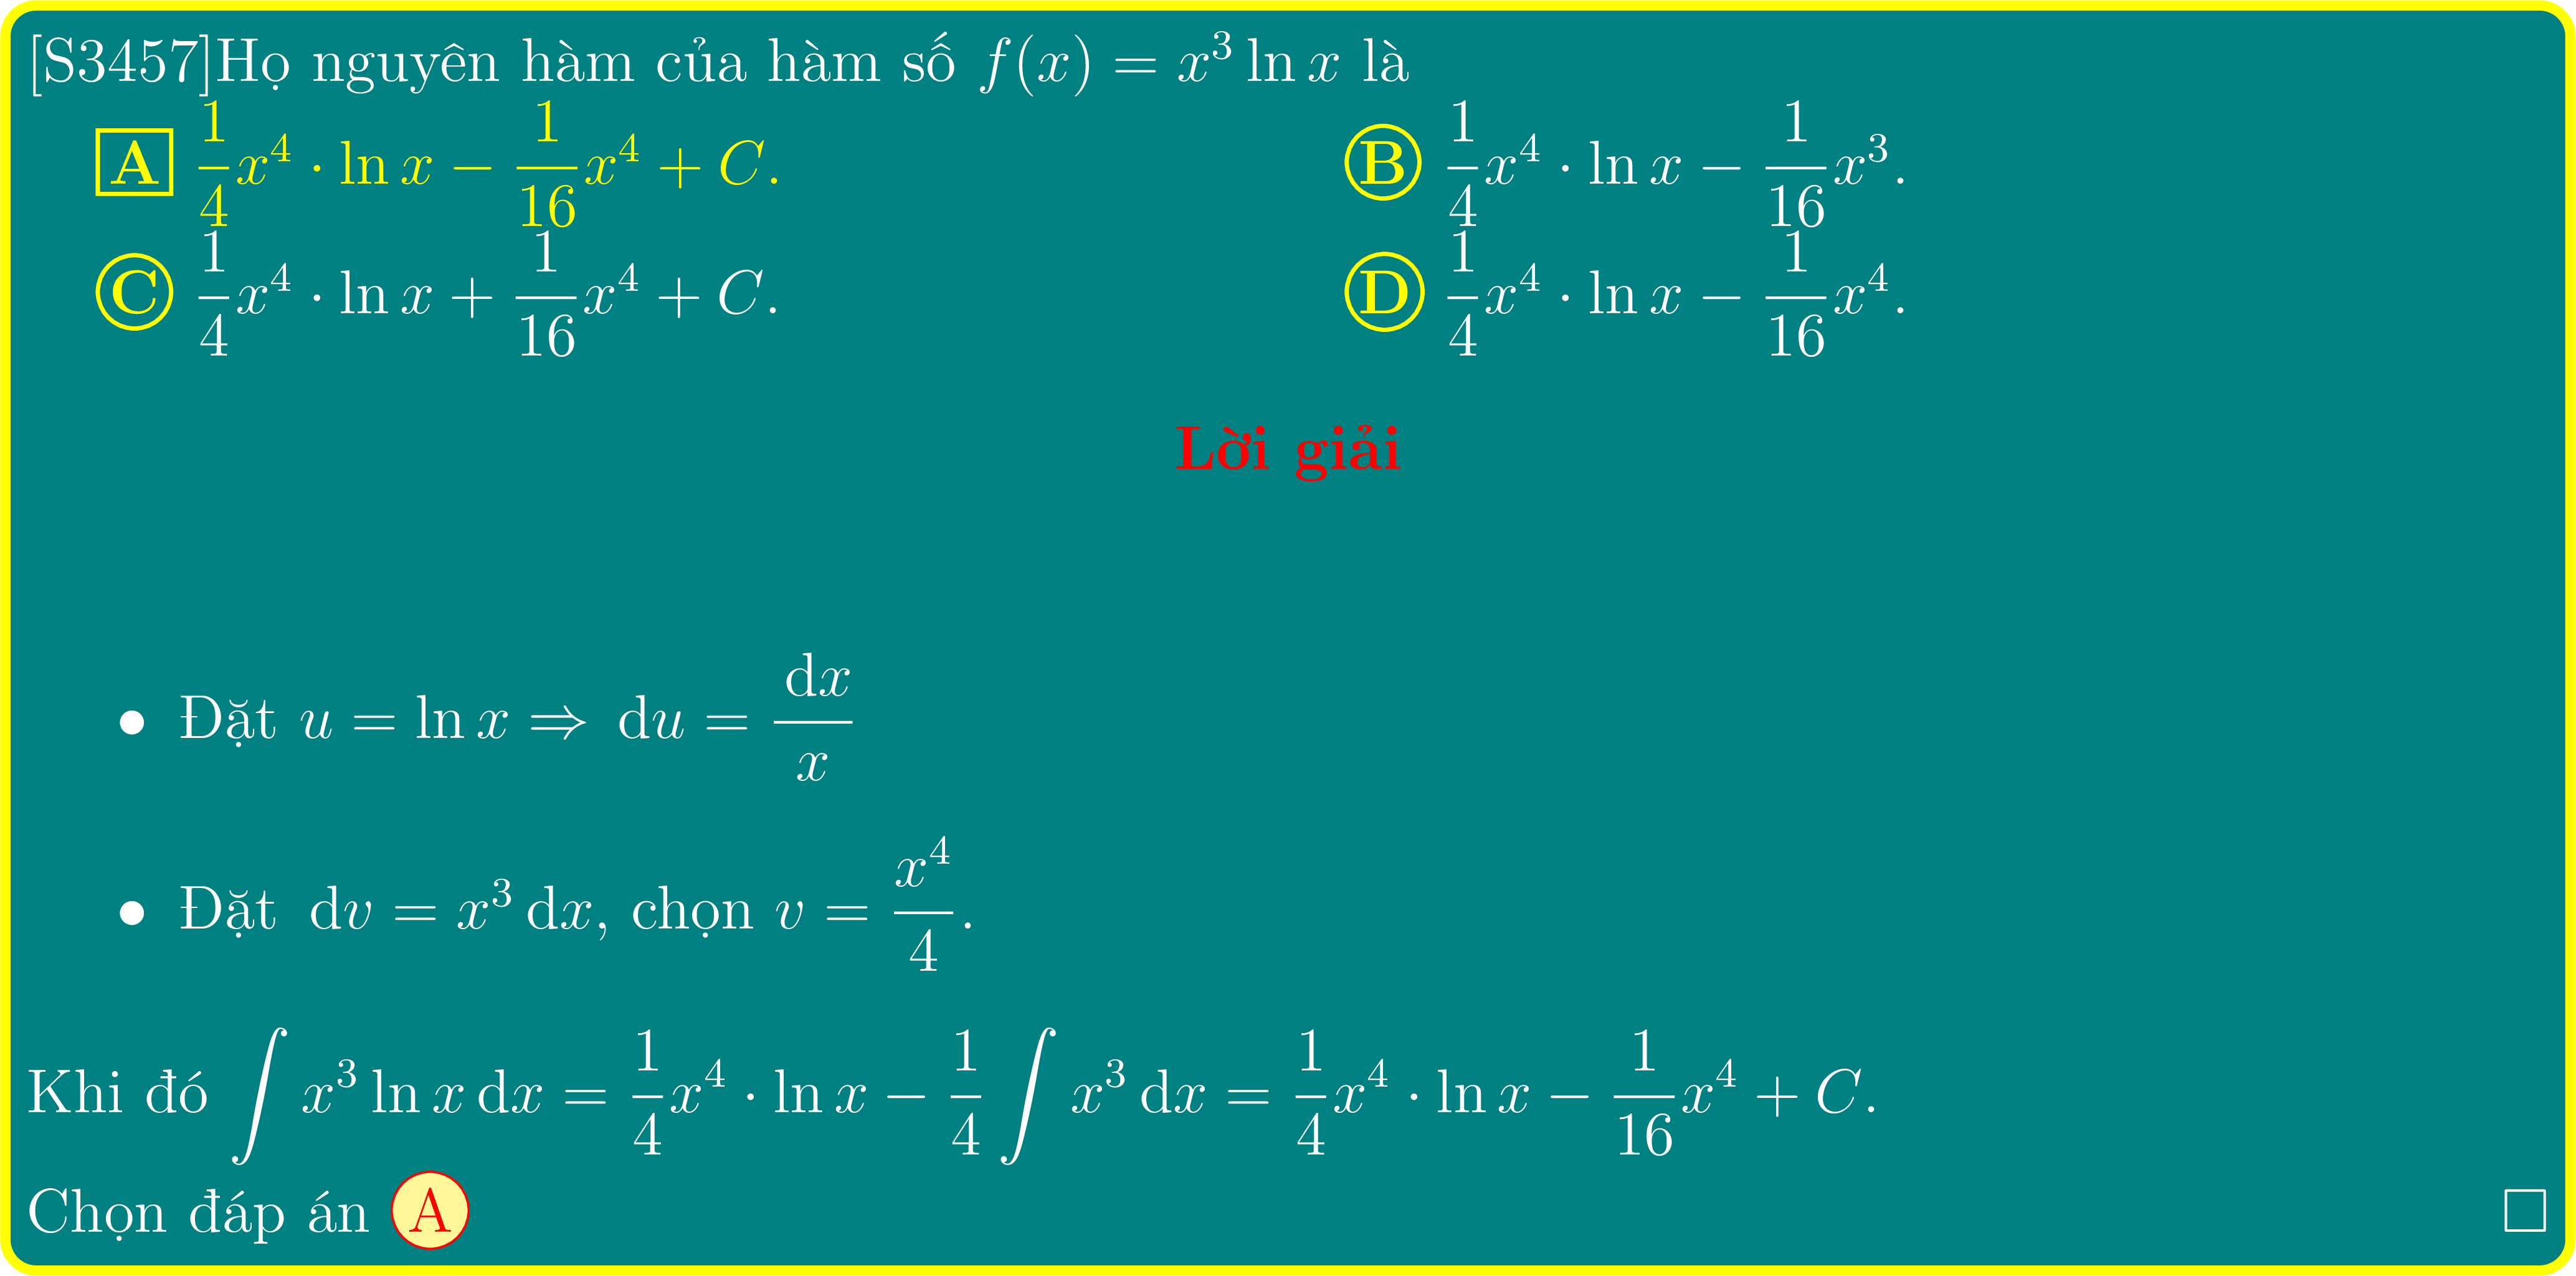 [S3457]Họ nguyên hàm của hàm số $f(x) = x^3 \ln x$ là
A $\frac{1}{4}x^4 \cdot \ln x - \frac{1}{16}x^4 + C.$
B $\frac{1}{4}x^4 \cdot \ln x - \frac{1}{16}x^3.$
C $\frac{1}{4}x^4 \cdot \ln x + \frac{1}{16}x^4 + C.$
D $\frac{1}{4}x^4 \cdot \ln x - \frac{1}{16}x^4.$
Lời giải
• Đặt $u = \ln x \Rightarrow \mathrm{d}u = \frac{\mathrm{d}x}{x}$
• Đặt $\mathrm{d}v = x^3 \, \mathrm{d}x$, chọn $v = \frac{x^4}{4}.$
Khi đó $\int x^3 \ln x \, \mathrm{d}x = \frac{1}{4}x^4 \cdot \ln x - \frac{1}{4} \int x^3 \, \mathrm{d}x = \frac{1}{4}x^4 \cdot \ln x - \frac{1}{16}x^4 + C.$
Chọn đáp án A □